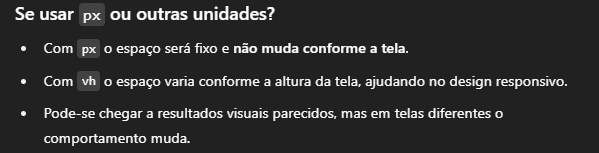 Se usar px ou outras unidades?
• Com px o espaço será fixo e não muda conforme a tela.
• Com vh o espaço varia conforme a altura da tela, ajudando no design responsivo.
• Pode-se chegar a resultados visuais parecidos, mas em telas diferentes o
comportamento muda.